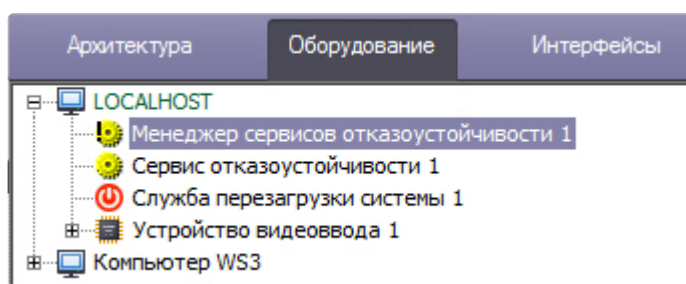 Архитектура Оборудование Интерфейсы
LOCALHOST
Менеджер сервисов отказоустойчивости 1
Сервис отказоустойчивости 1
Служба перезагрузки системы 1
Устройство видеоввода 1
Компьютер WS3